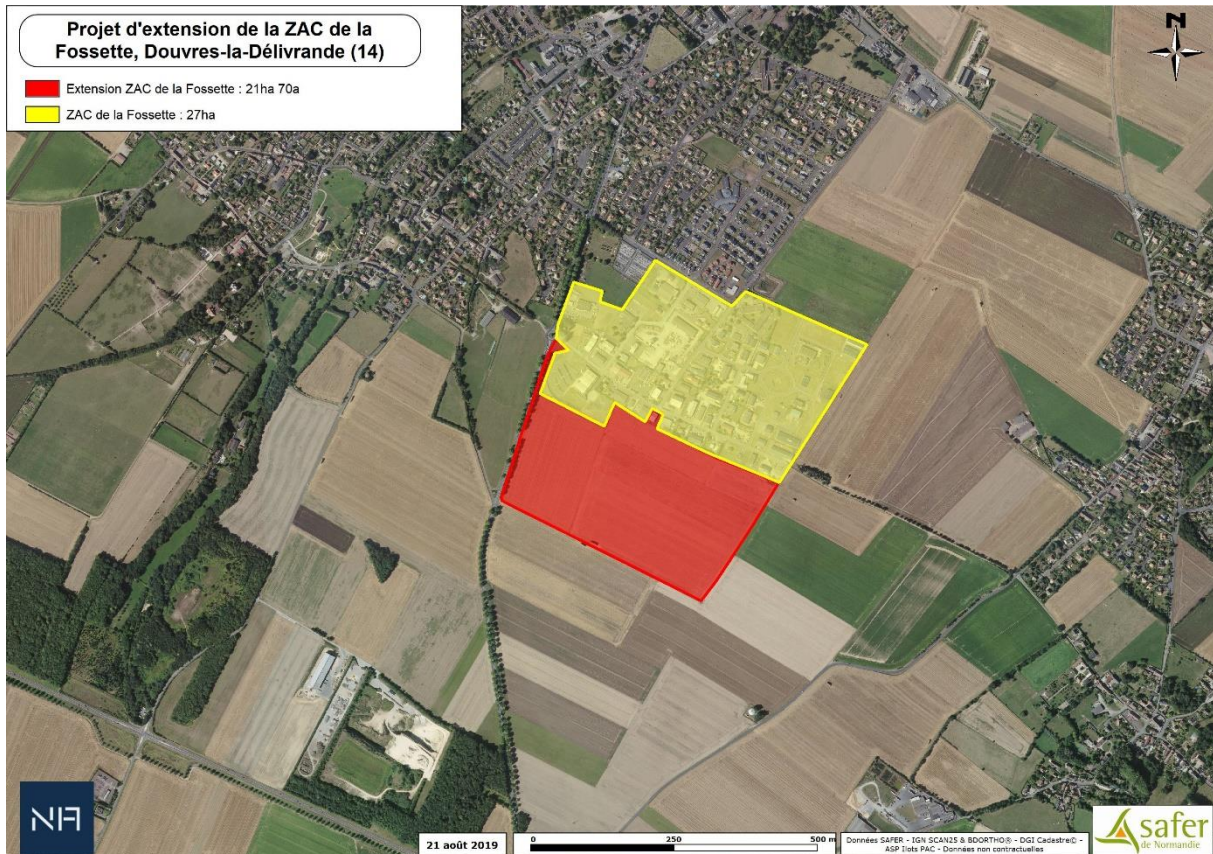 Projet d'extension de la ZAC de la
Fossette, Douvres-la-Délivrande (14)
Extension ZAC de la Fossette : 21ha 70a
ZAC de la Fossette : 27ha
N
NA
21 août 2019
0 250 500 m
Données SAFER - IGN SCAN25 & BDORTHO® - DGI Cadastre© -
ASP Ilots PAC - Données non contractuelles
safer
de Normandie